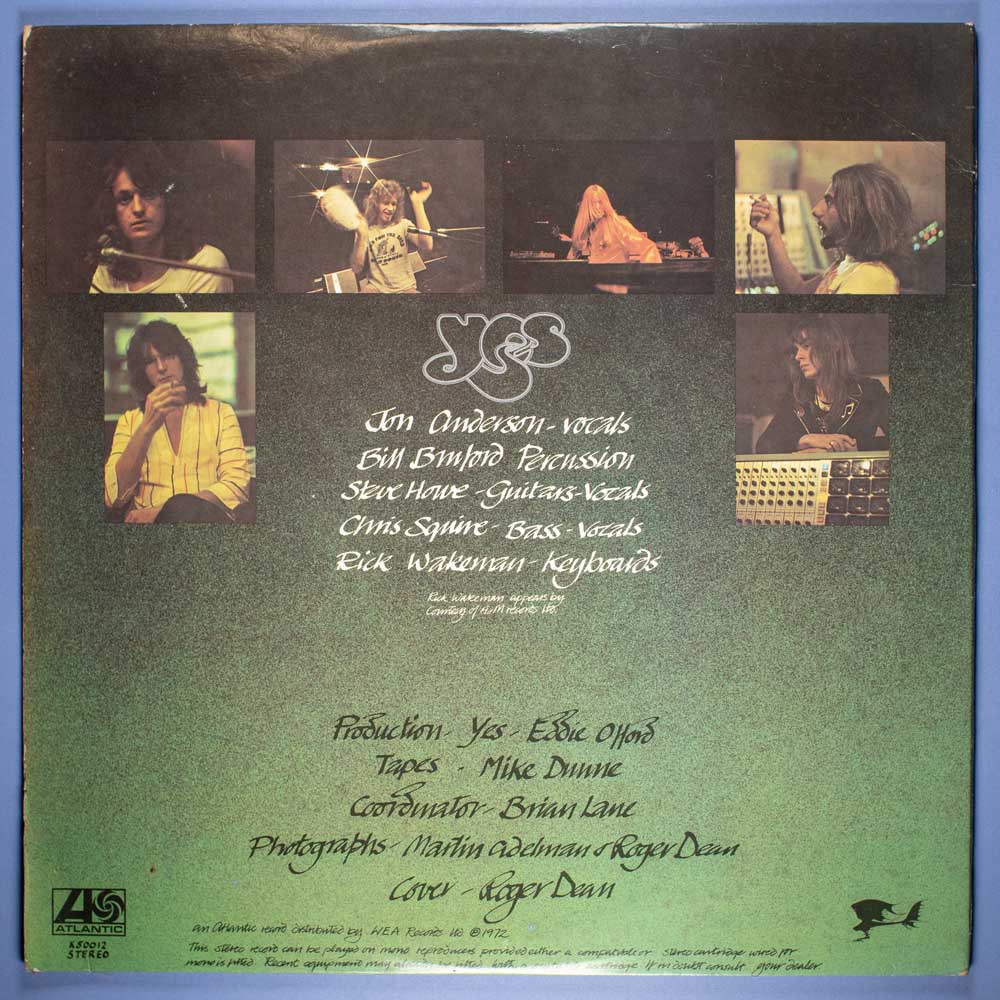 yes
Jon Anderson - vocals
Bill Bruford Percussion
Steve Howe - Guitars - Vocals
Chris Squire - Bass - Vocals
Rick Wakeman - Keyboards
Rick Wakeman appears by
Courtesy of A&M records ltd.
Production - Yes - Eddie Offord
Tapes - Mike Dunne
Coordinator - Brian Lane
Photographs - Martin Adelman & Roger Dean
Cover - Roger Dean
ATLANTIC
K50012
STEREO
an Atlantic record distributed by WEA Records ltd ℗1972
This stereo record can be played on mono reproducers provided either a compatible or stereo cartridge wired for
mono is fitted. Recent equipment may already be fitted with a cartridge. If in doubt consult your dealer.